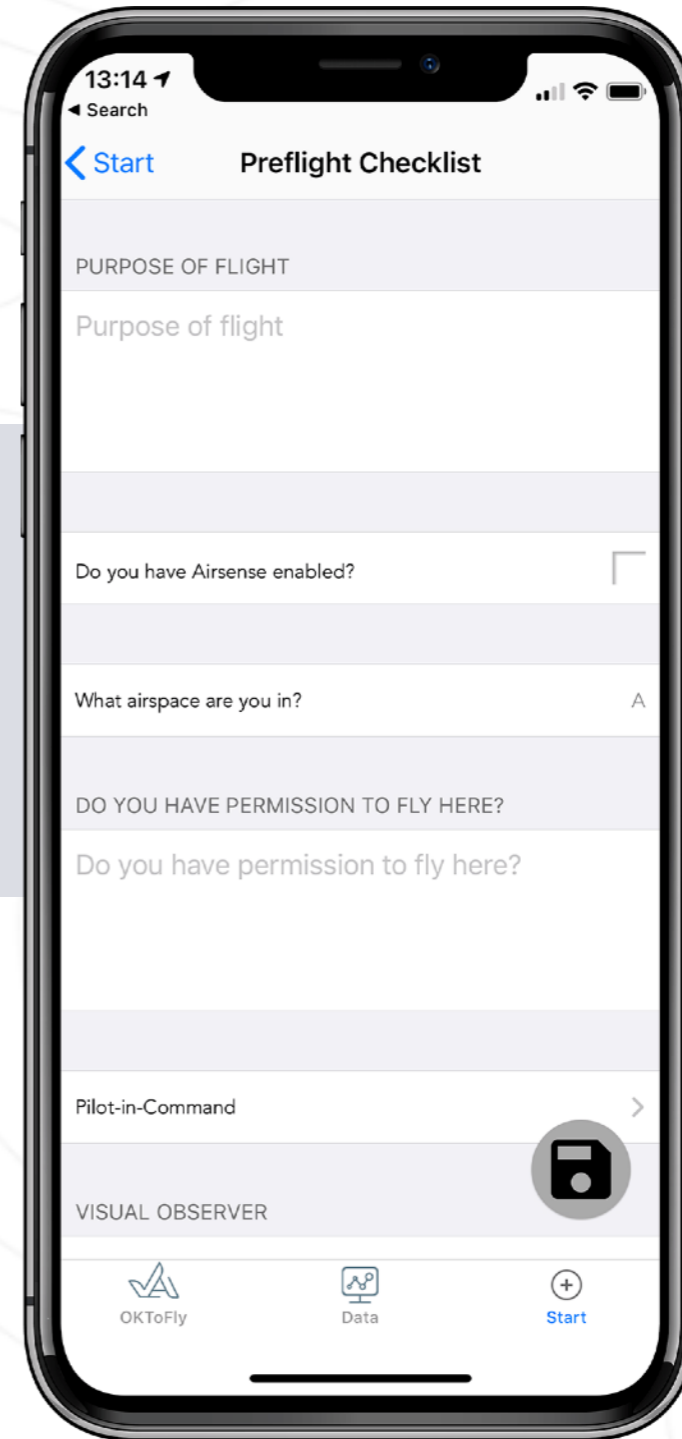 13:14
◀ Search
Start
Preflight Checklist
PURPOSE OF FLIGHT
Purpose of flight
Do you have Airsense enabled?
What airspace are you in? A
DO YOU HAVE PERMISSION TO FLY HERE?
Do you have permission to fly here?
Pilot-in-Command
VISUAL OBSERVER
OKToFly
Data
Start